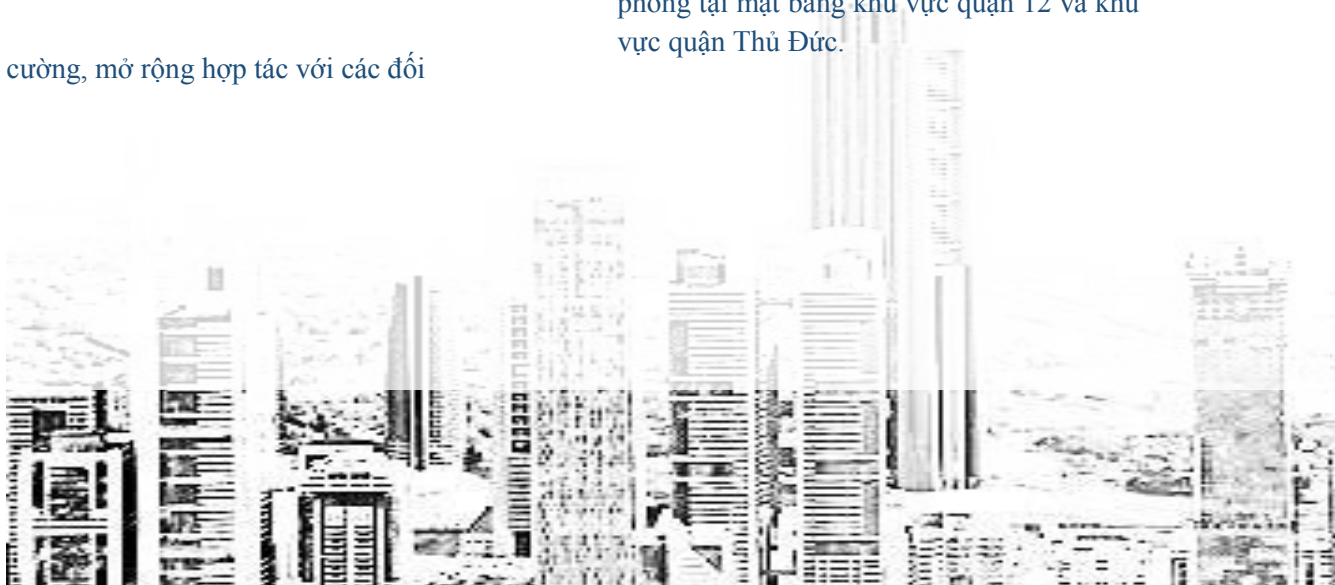 cường, mở rộng hợp tác với các đối
phòng tại mặt bằng khu vực quận 12 và khu
vực quận Thủ Đức.